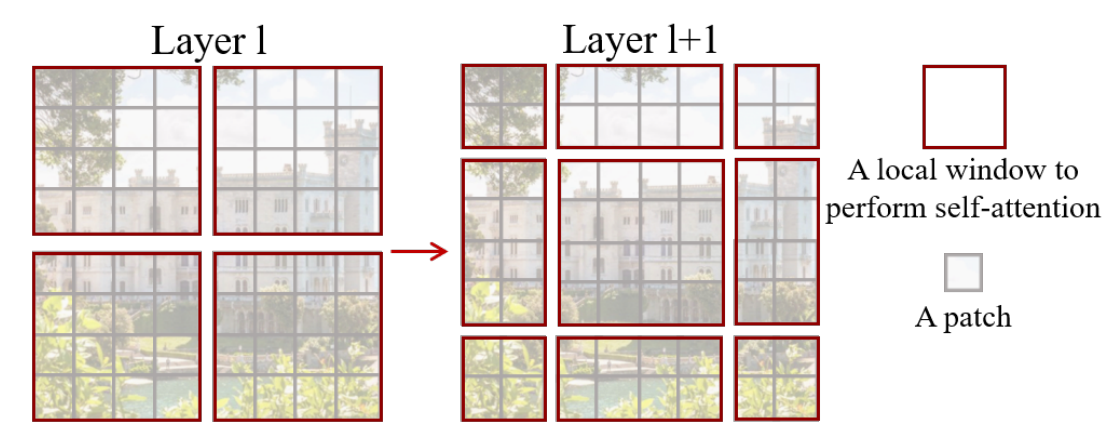 Layer l
Layer l+1
A local window to
perform self-attention
A patch